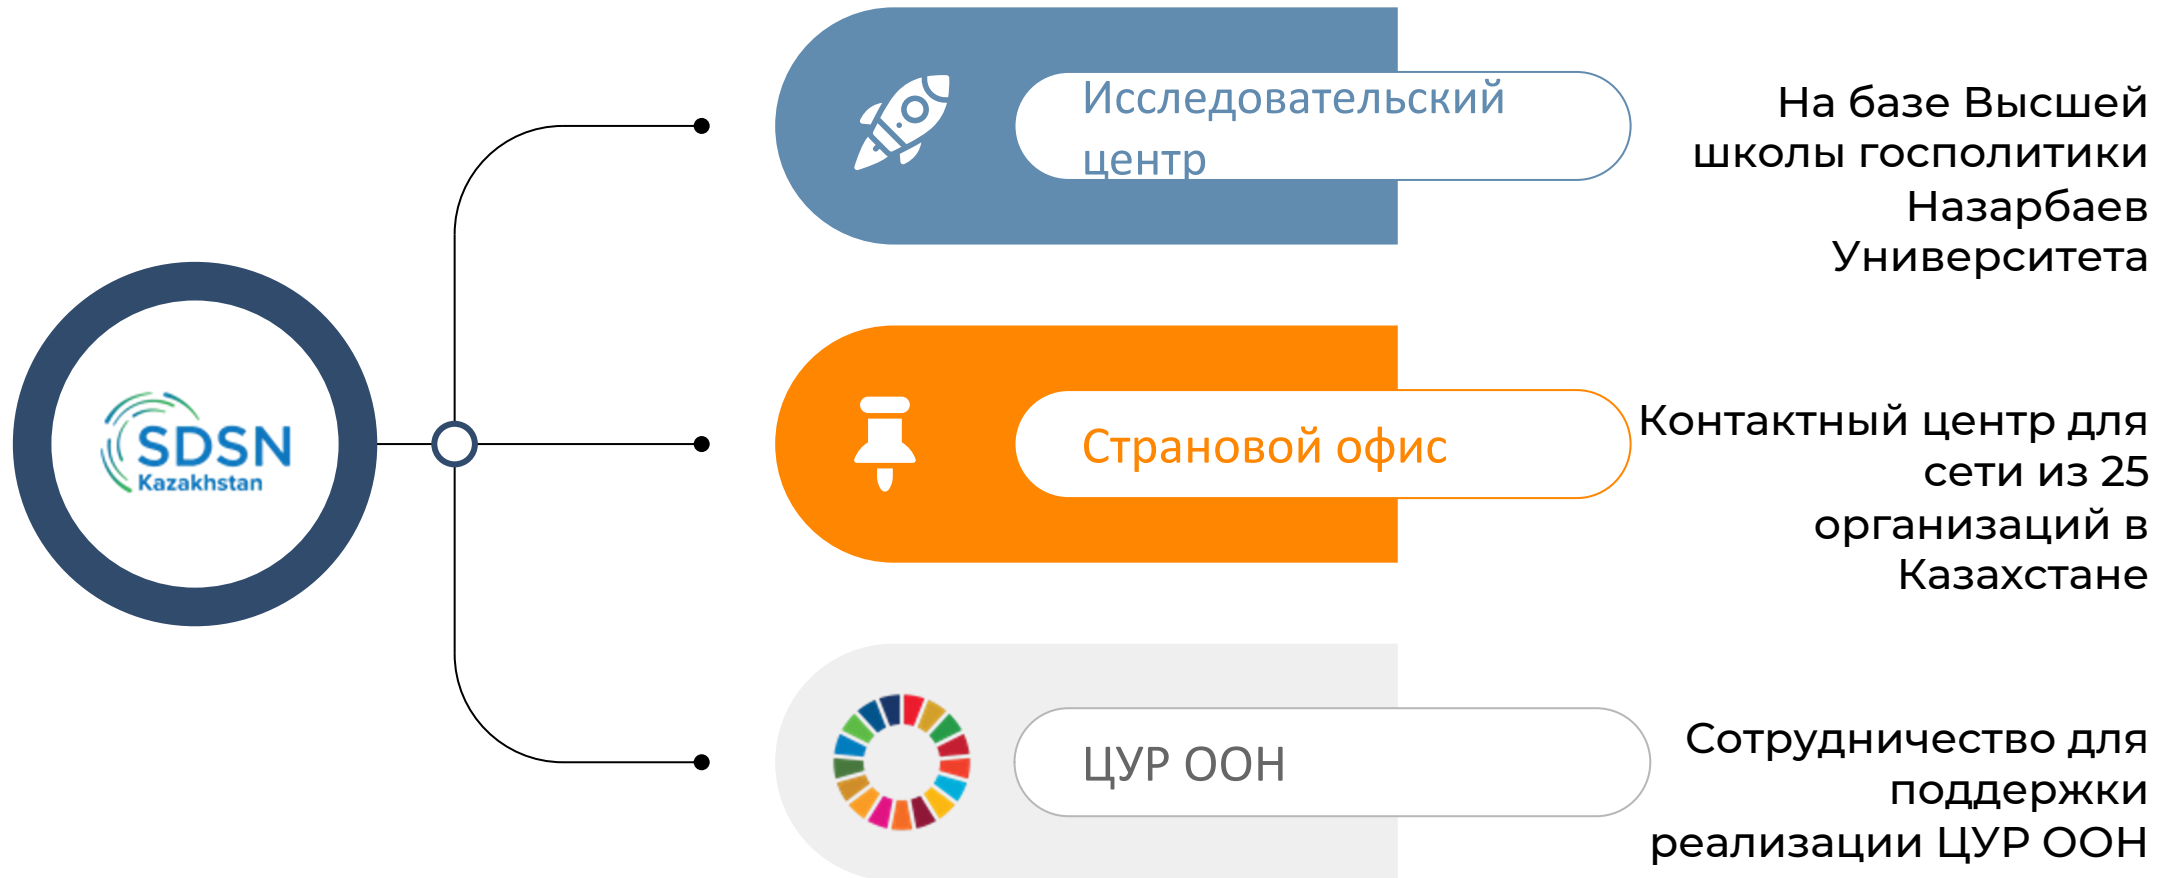 SDSN
Kazakhstan
Исследовательский
центр
На базе Высшей
школы госполитики
Назарбаев
Университета
Страновой офис
Контактный центр для
сети из 25
организаций в
Казахстане
ЦУР ООН
Сотрудничество для
поддержки
реализации ЦУР ООН